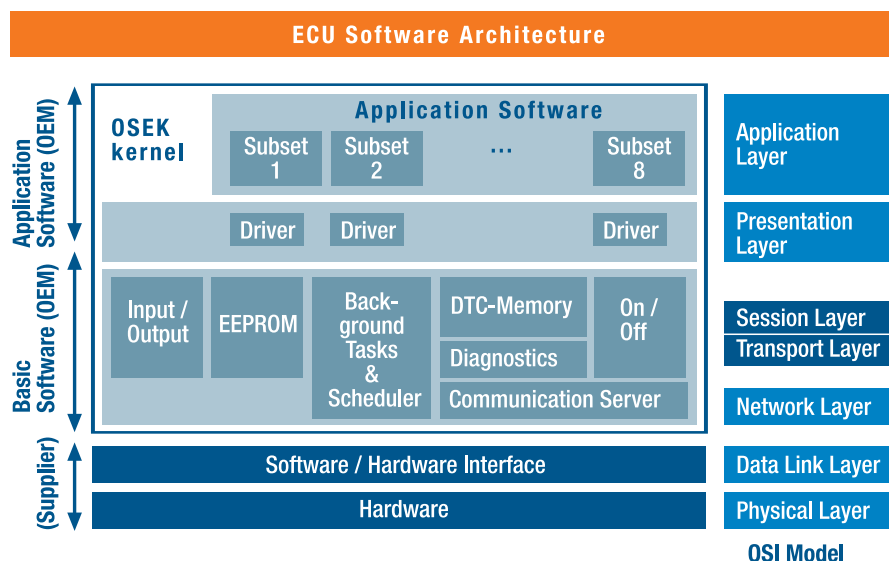 ECU Software Architecture
Application
Software (OEM)
Basic
Software (OEM)
(Supplier)
OSEK
kernel
Application Software
Subset
1
Subset
2
...
Subset
8
Driver
Driver
Driver
Input /
Output
EEPROM
Back-
ground
Tasks
&
Scheduler
DTC-Memory
On /
Off
Diagnostics
Communication Server
Software / Hardware Interface
Hardware
Application
Layer
Presentation
Layer
Session Layer
Transport Layer
Network Layer
Data Link Layer
Physical Layer
OSI Model